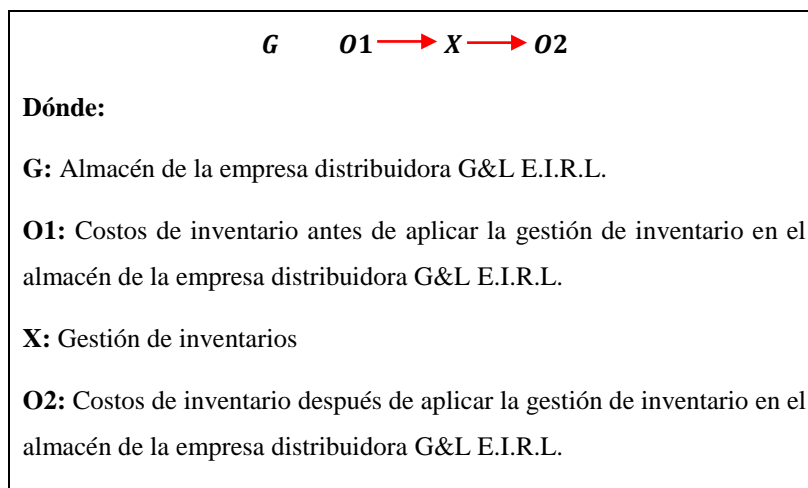 G O1 → X → O2
Dónde:
G: Almacén de la empresa distribuidora G&L E.I.R.L.
O1: Costos de inventario antes de aplicar la gestión de inventario en el
almacén de la empresa distribuidora G&L E.I.R.L.
X: Gestión de inventarios
O2: Costos de inventario después de aplicar la gestión de inventario en el
almacén de la empresa distribuidora G&L E.I.R.L.